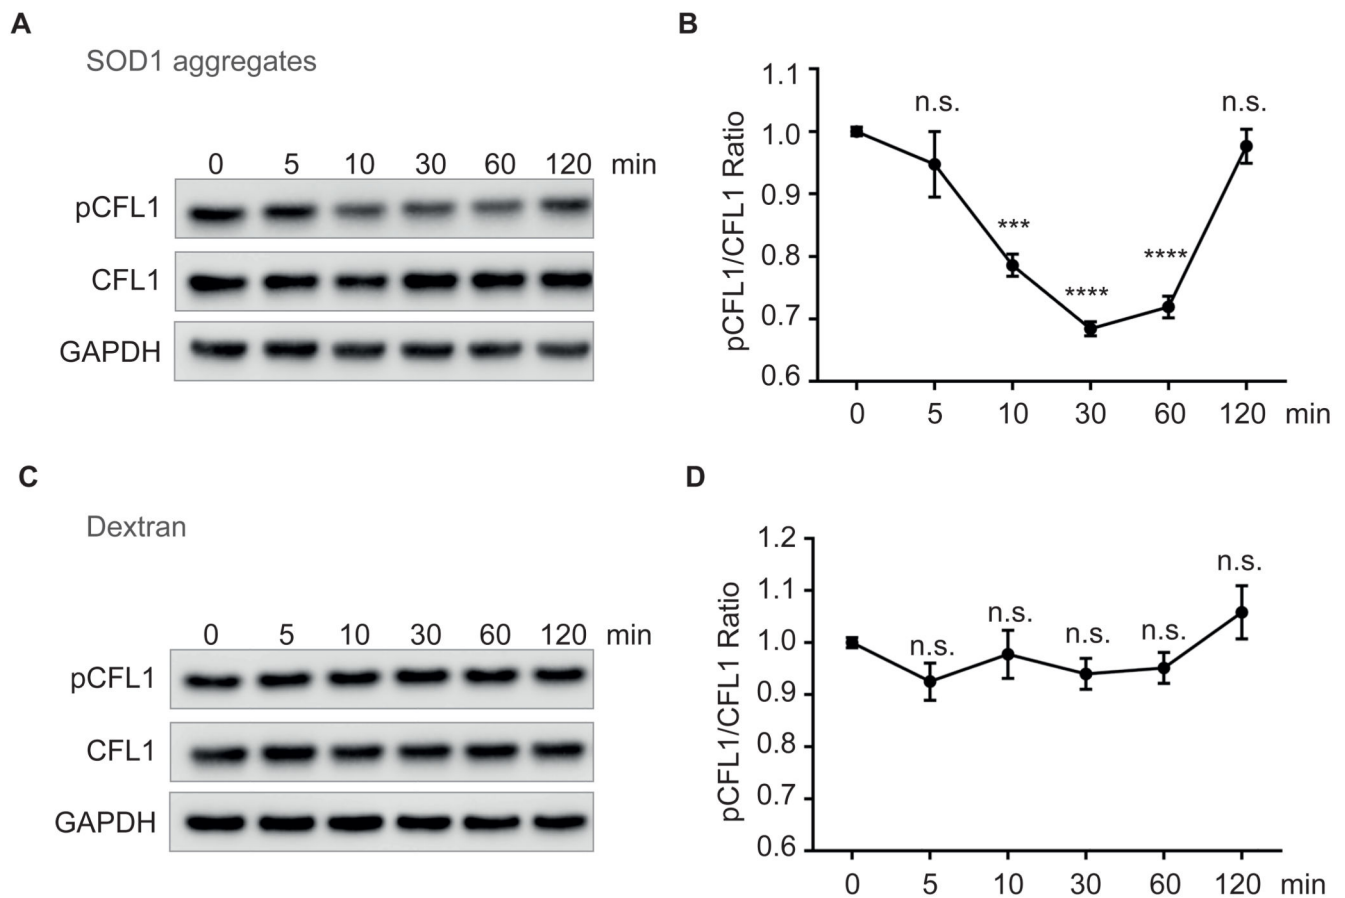 A
SOD1 aggregates
0 5 10 30 60 120 min
pCFL1
CFL1
GAPDH
B
pCFL1/CFL1 Ratio
1.1
1.0
0.9
0.8
0.7
0.6
n.s.
***
****
****
n.s.
0 5 10 30 60 120 min
C
Dextran
0 5 10 30 60 120 min
pCFL1
CFL1
GAPDH
D
pCFL1/CFL1 Ratio
1.2
1.1
1.0
0.9
0.8
0.7
0.6
n.s.
n.s.
n.s.
n.s.
n.s.
0 5 10 30 60 120 min